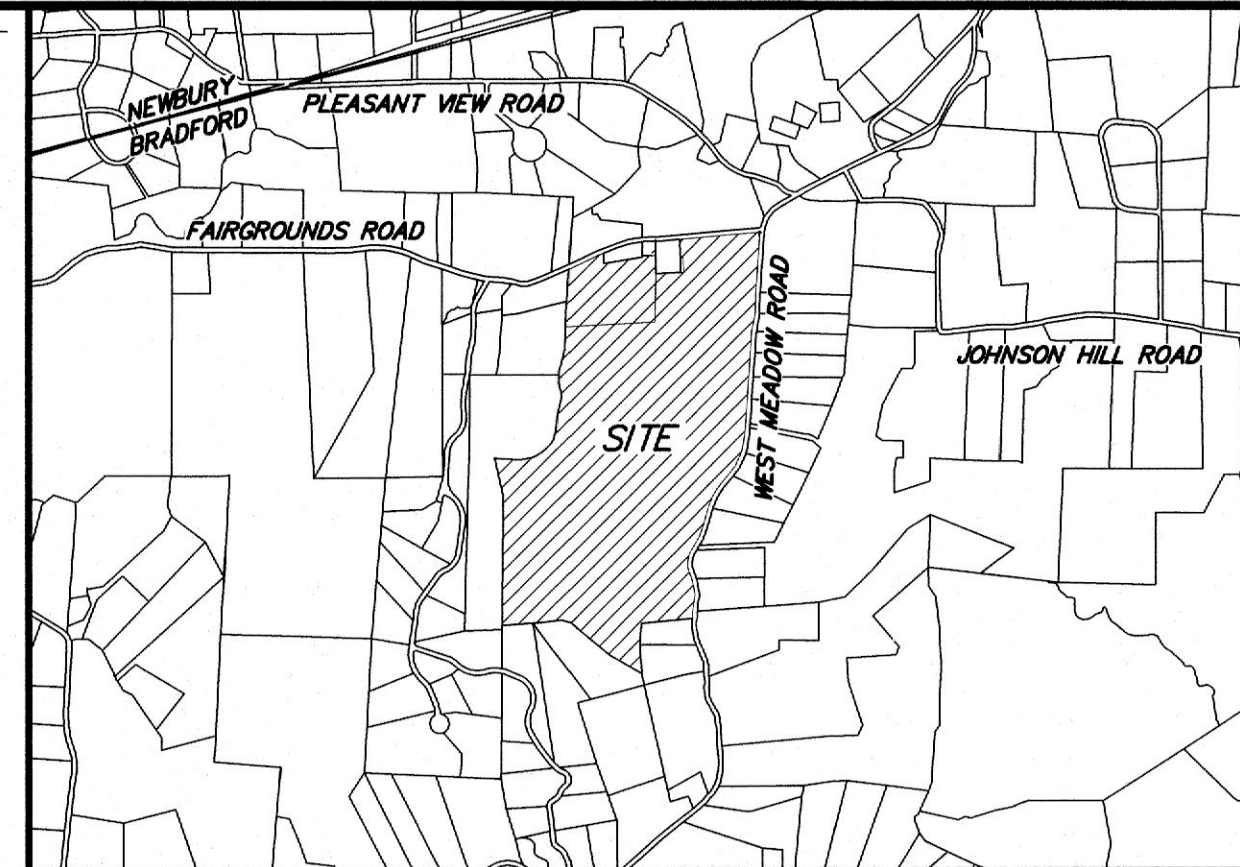 NEWBURY
BRADFORD
PLEASANT VIEW ROAD
FAIRGROUNDS ROAD
WEST MEADOW ROAD
JOHNSON HILL ROAD
SITE